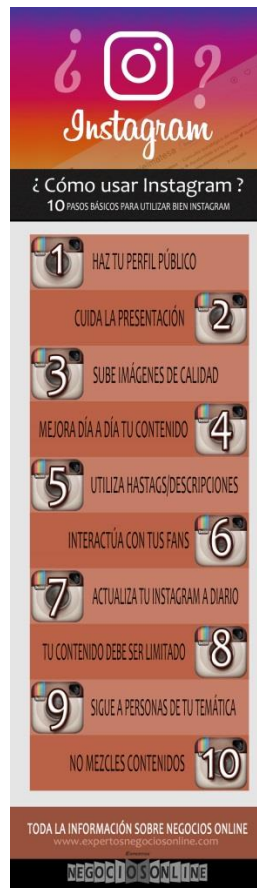 ¿ ?
Instagram
¿ Cómo usar Instagram ?
10 PASOS BÁSICOS PARA UTILIZAR BIEN INSTAGRAM
1 HAZ TU PERFIL PÚBLICO
CUIDA LA PRESENTACIÓN 2
3 SUBE IMÁGENES DE CALIDAD
MEJORA DÍA A DÍA TU CONTENIDO 4
5 UTILIZA HASTAGS/DESCRIPCIONES
INTERACTÚA CON TUS FANS 6
7 ACTUALIZA TU INSTAGRAM A DIARIO
TU CONTENIDO DEBE SER LIMITADO 8
9 SIGUE A PERSONAS DE TU TEMÁTICA
NO MEZCLES CONTENIDOS 10
TODA LA INFORMACIÓN SOBRE NEGOCIOS ONLINE
www.expertosnegociosonline.com
NEGOCIOSONLINE